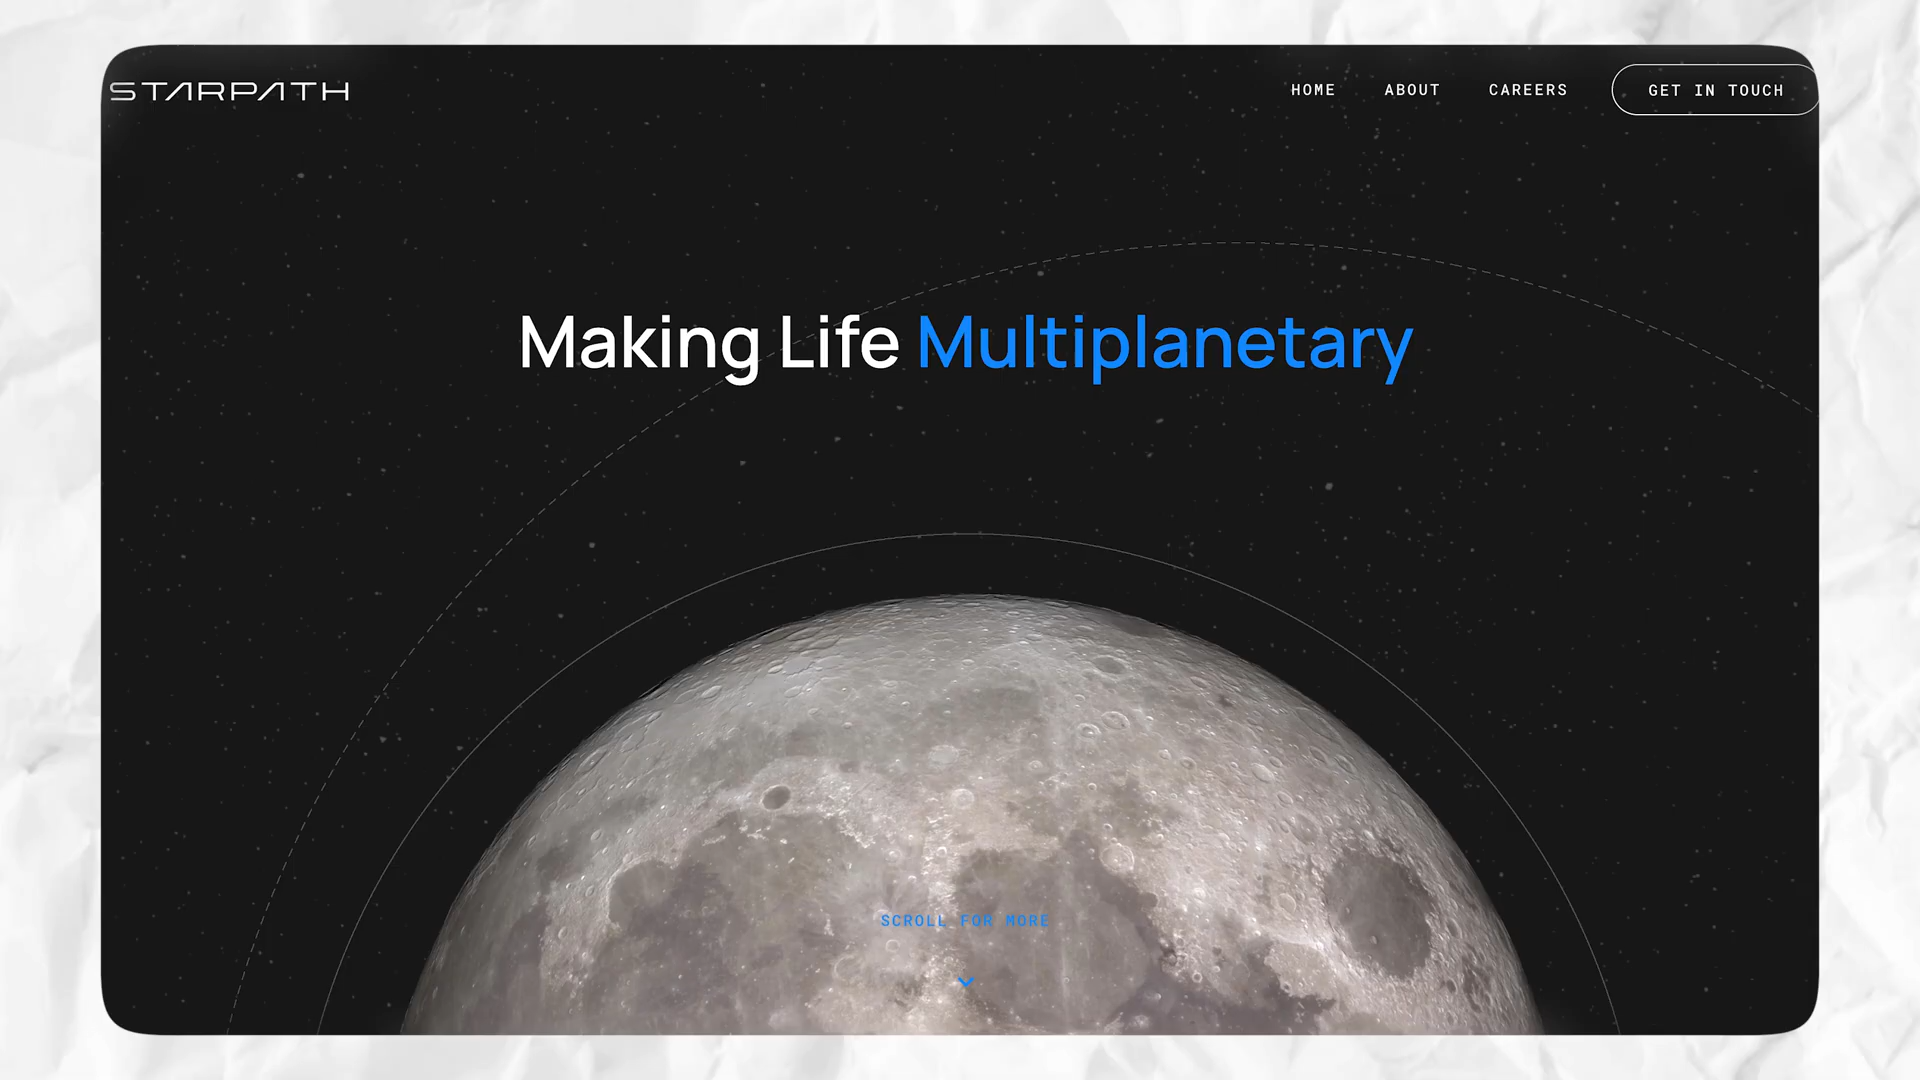 STARPATH
HOME ABOUT CAREERS GET IN TOUCH
Making Life Multiplanetary
SCROLL FOR MORE